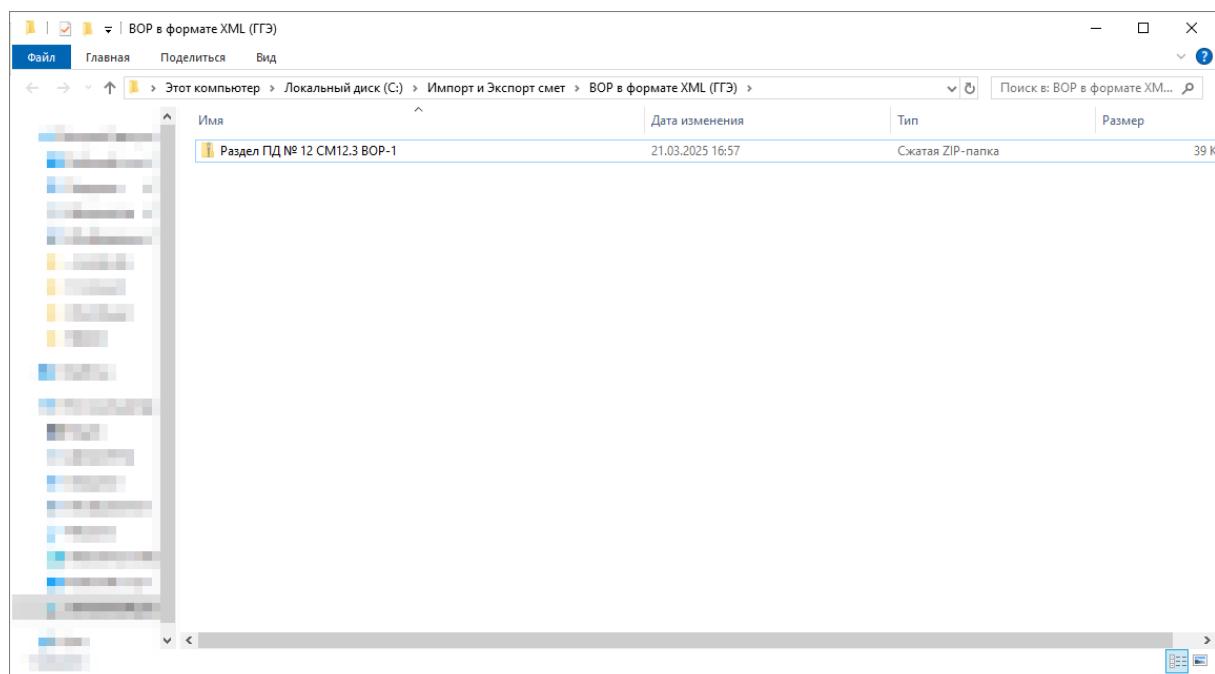 ВОР в формате XML (ГГЭ)
Файл Главная Поделиться Вид
Этот компьютер > Локальный диск (C:) > Импорт и Экспорт смет > ВОР в формате XML (ГГЭ) > Поиск в: ВОР в формате XM...
Имя Дата изменения Тип Размер
Раздел ПД № 12 СМ12.3 ВОР-1 21.03.2025 16:57 Сжатая ZIP-папка 39 К